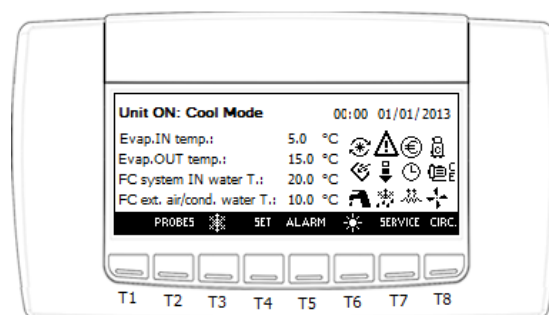 Unit ON: Cool Mode 00:00 01/01/2013
Evap.IN temp.: 5.0 °C
Evap.OUT temp.: 15.0 °C
FC system IN water T.: 20.0 °C
FC ext. air/cond. water T.: 10.0 °C
PROBES SET ALARM SERVICE CIRC.
T1 T2 T3 T4 T5 T6 T7 T8